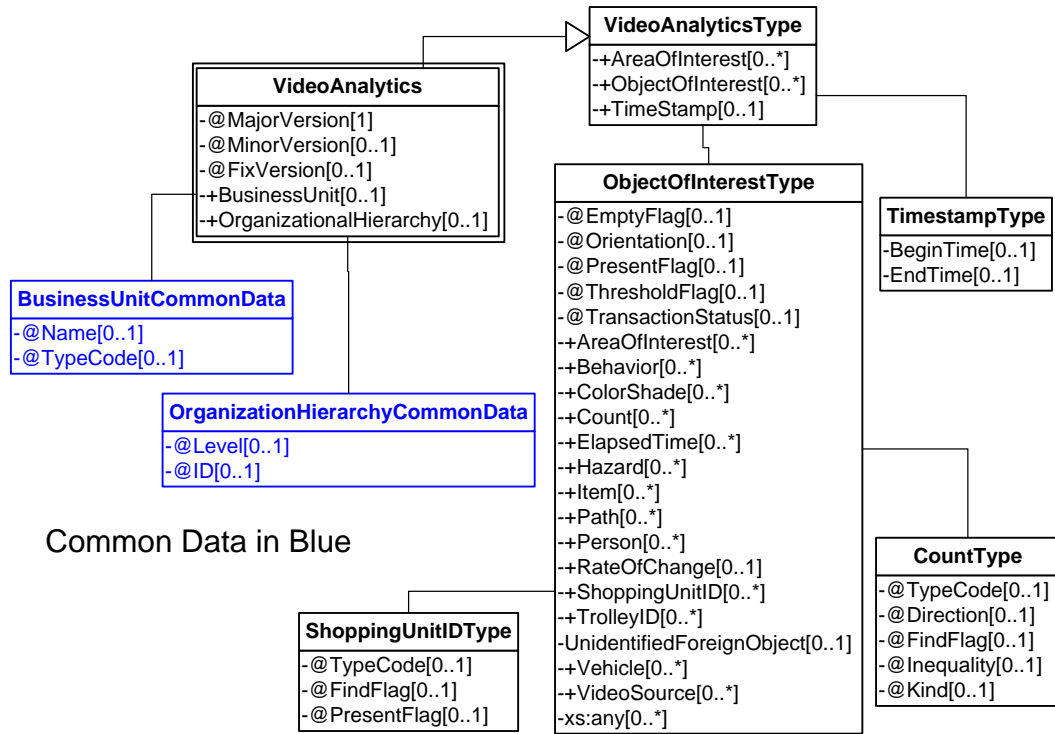 VideoAnalyticsType
-+AreaOfInterest[0..*]
-+ObjectOfInterest[0..*]
-+TimeStamp[0..1]
VideoAnalytics
-@MajorVersion[1]
-@MinorVersion[0..1]
-@FixVersion[0..1]
-+BusinessUnit[0..1]
-+OrganizationalHierarchy[0..1]
ObjectOfInterestType
-@EmptyFlag[0..1]
-@Orientation[0..1]
-@PresentFlag[0..1]
-@ThresholdFlag[0..1]
-@TransactionStatus[0..1]
-+AreaOfInterest[0..*]
-+Behavior[0..*]
-+ColorShade[0..*]
-+Count[0..*]
-+ElapsedTime[0..*]
-+Hazard[0..*]
-+Item[0..*]
-+Path[0..*]
-+Person[0..*]
-+RateOfChange[0..1]
-+ShoppingUnitID[0..*]
-+TrolleyID[0..*]
-UnidentifiedForeignObject[0..1]
-+Vehicle[0..*]
-+VideoSource[0..*]
-xs:any[0..*]
TimestampType
-BeginTime[0..1]
-EndTime[0..1]
BusinessUnitCommonData
-@Name[0..1]
-@TypeCode[0..1]
OrganizationHierarchyCommonData
-@Level[0..1]
-@ID[0..1]
Common Data in Blue
CountType
-@TypeCode[0..1]
-@Direction[0..1]
-@FindFlag[0..1]
-@Inequality[0..1]
-@Kind[0..1]
ShoppingUnitIDType
-@TypeCode[0..1]
-@FindFlag[0..1]
-@PresentFlag[0..1]